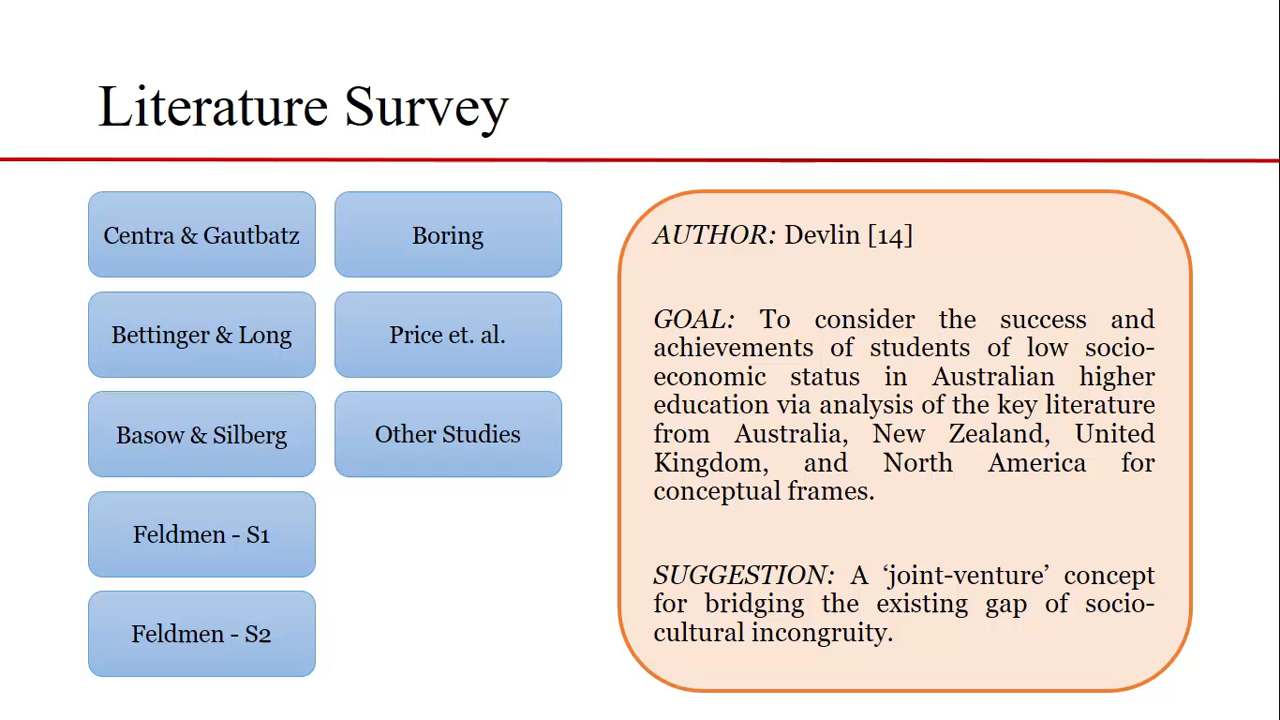 Literature Survey
Centra & Gautbatz
Bettinger & Long
Basow & Silberg
Feldmen - S1
Feldmen - S2
Boring
Price et. al.
Other Studies
AUTHOR: Devlin [14]
GOAL: To consider the success and
achievements of students of low socio-
economic status in Australian higher
education via analysis of the key literature
from Australia, New Zealand, United
Kingdom, and North America for
conceptual frames.
SUGGESTION: A ‘joint-venture’ concept
for bridging the existing gap of socio-
cultural incongruity.